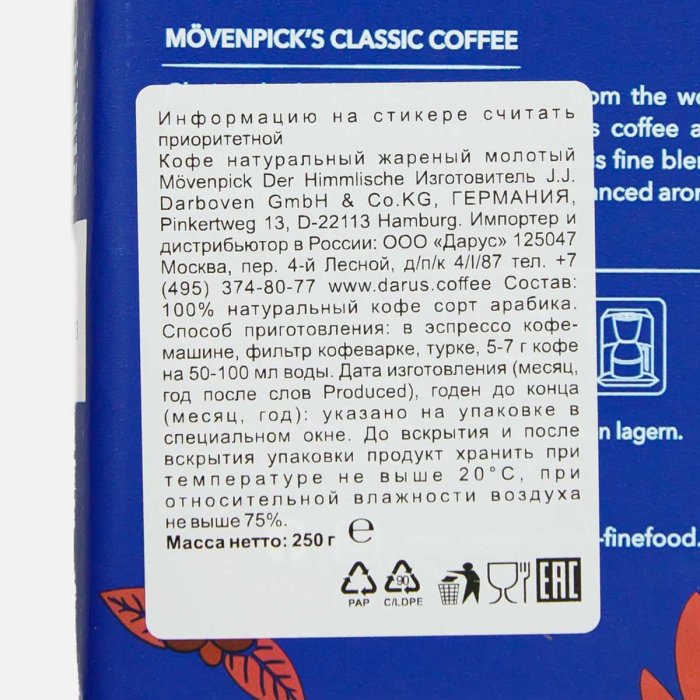 MÖVENPICK'S CLASSIC COFFEE
om the wo
s coffee a
s fine blen
anced arom
Информацию на стикере считать
приоритетной
Кофе натуральный жареный молотый
Mövenpick Der Himmlische Изготовитель J.J.
Darboven GmbH & Co.KG, ГЕРМАНИЯ,
Pinkertweg 13, D-22113 Hamburg. Импортер и
дистрибьютор в России: ООО «Дарус» 125047
Москва, пер. 4-й Лесной, д/п/к 4/I/87 тел. +7
(495) 374-80-77 www.darus.coffee Состав:
100% натуральный кофе сорт арабика.
Способ приготовления: в эспрессо кофе-
машине, фильтр кофеварке, турке, 5-7 г кофе
на 50-100 мл воды. Дата изготовления (месяц,
год после слов Produced), годен до конца
(месяц, год): указано на упаковке в
специальном окне. До вскрытия и после
вскрытия упаковки продукт хранить при
температуре не выше 20°С, при
относительной влажности воздуха
не выше 75%.
Масса нетто: 250 г ℮
PAP
90
C/LDPE
EAC
n lagern.
-finefood.